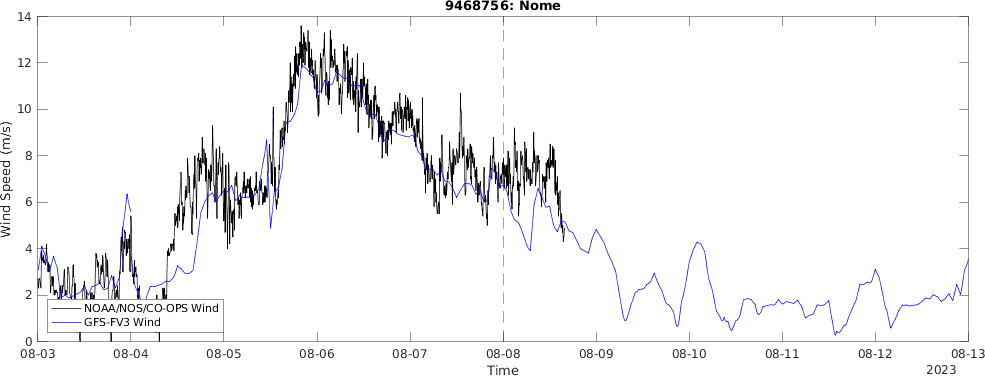 9468756: Nome
14
12
10
8
6
4
2
0
Wind Speed (m/s)
NOAA/NOS/CO-OPS Wind
GFS-FV3 Wind
08-03 08-04 08-05 08-06 08-07 08-08 08-09 08-10 08-11 08-12 08-13
Time
2023